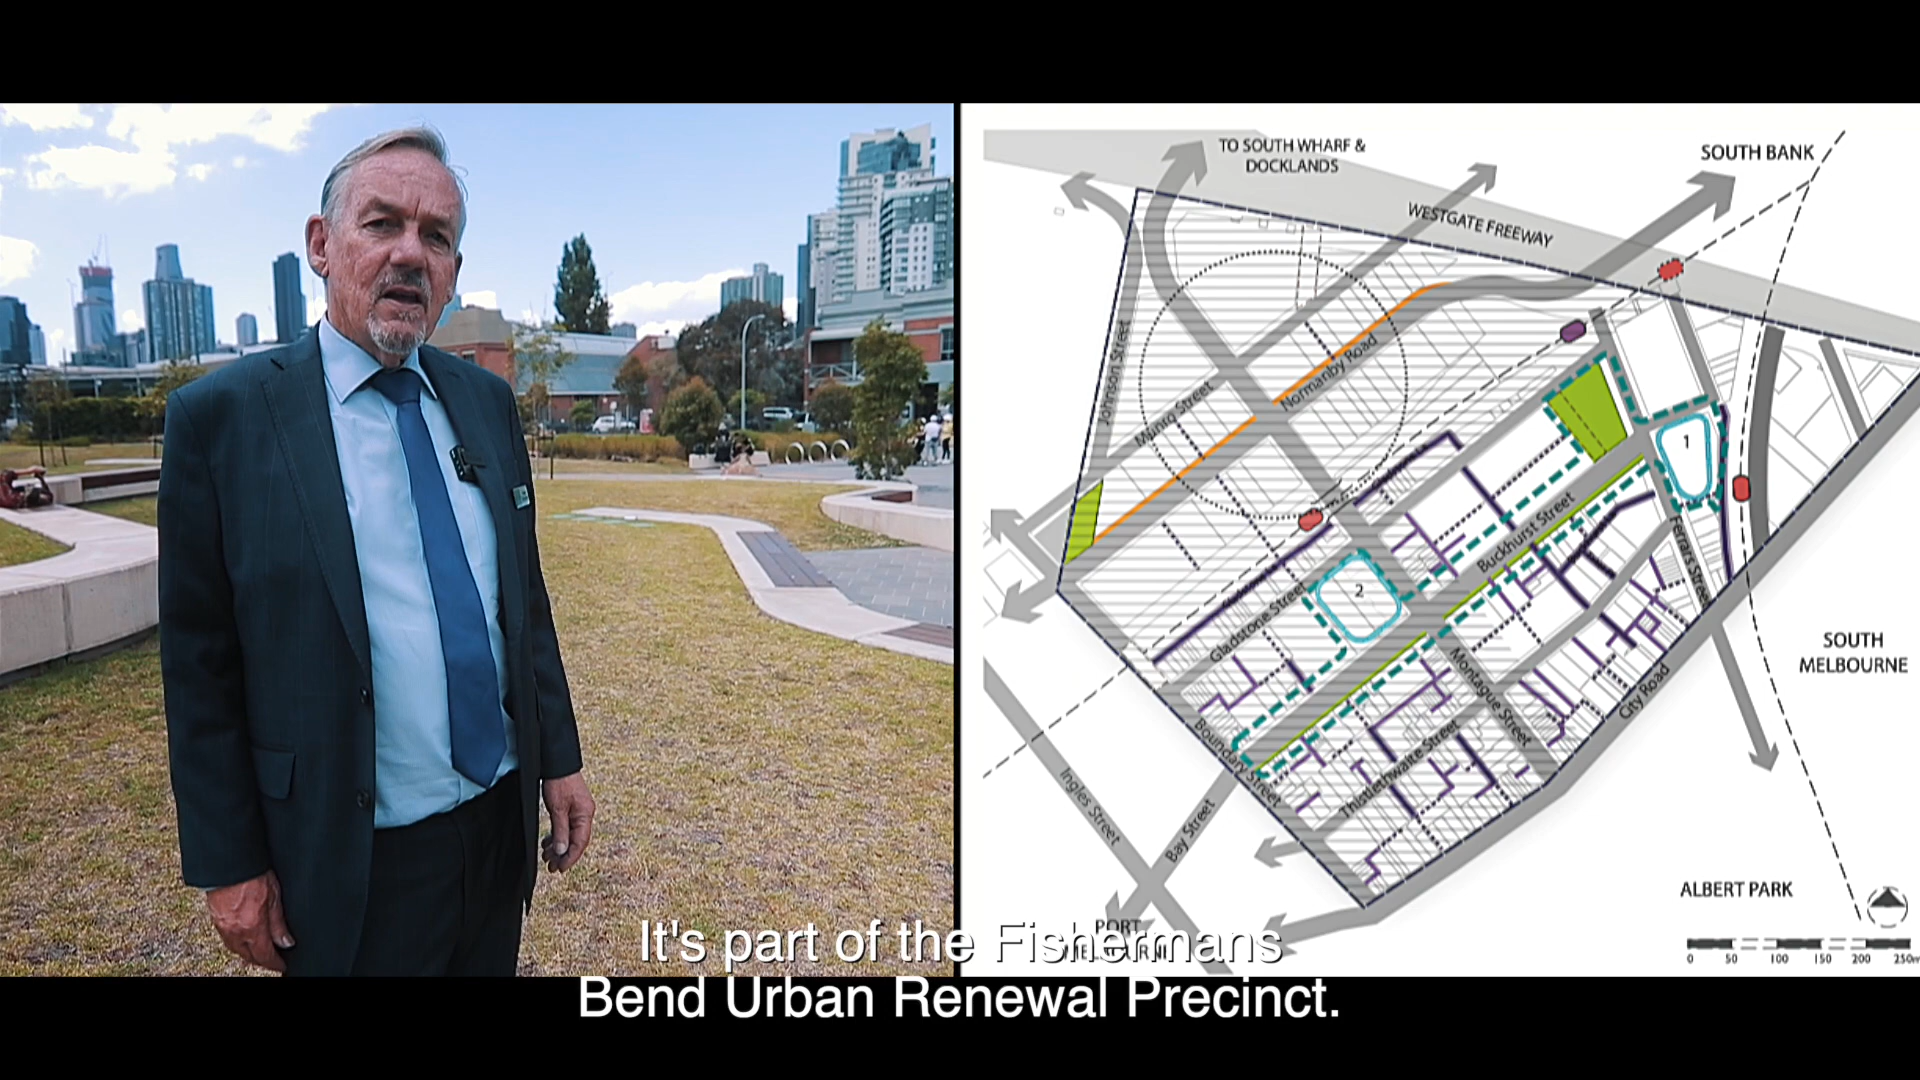 TO SOUTH WHARF &
DOCKLANDS
SOUTH BANK
WESTGATE FREEWAY
Johnson Street
Munro Street
Normanby Road
1
Buckhurst Street
Ferrars Street
2
Gladstone Street
SOUTH
MELBOURNE
Montague Street
City Road
Boundary Street
Thistlethwaite Street
Ingles Street
Bay Street
ALBERT PARK
PORT
MELBOURNE
0 50 100 150 200 250m
It's part of the Fishermans
Bend Urban Renewal Precinct.